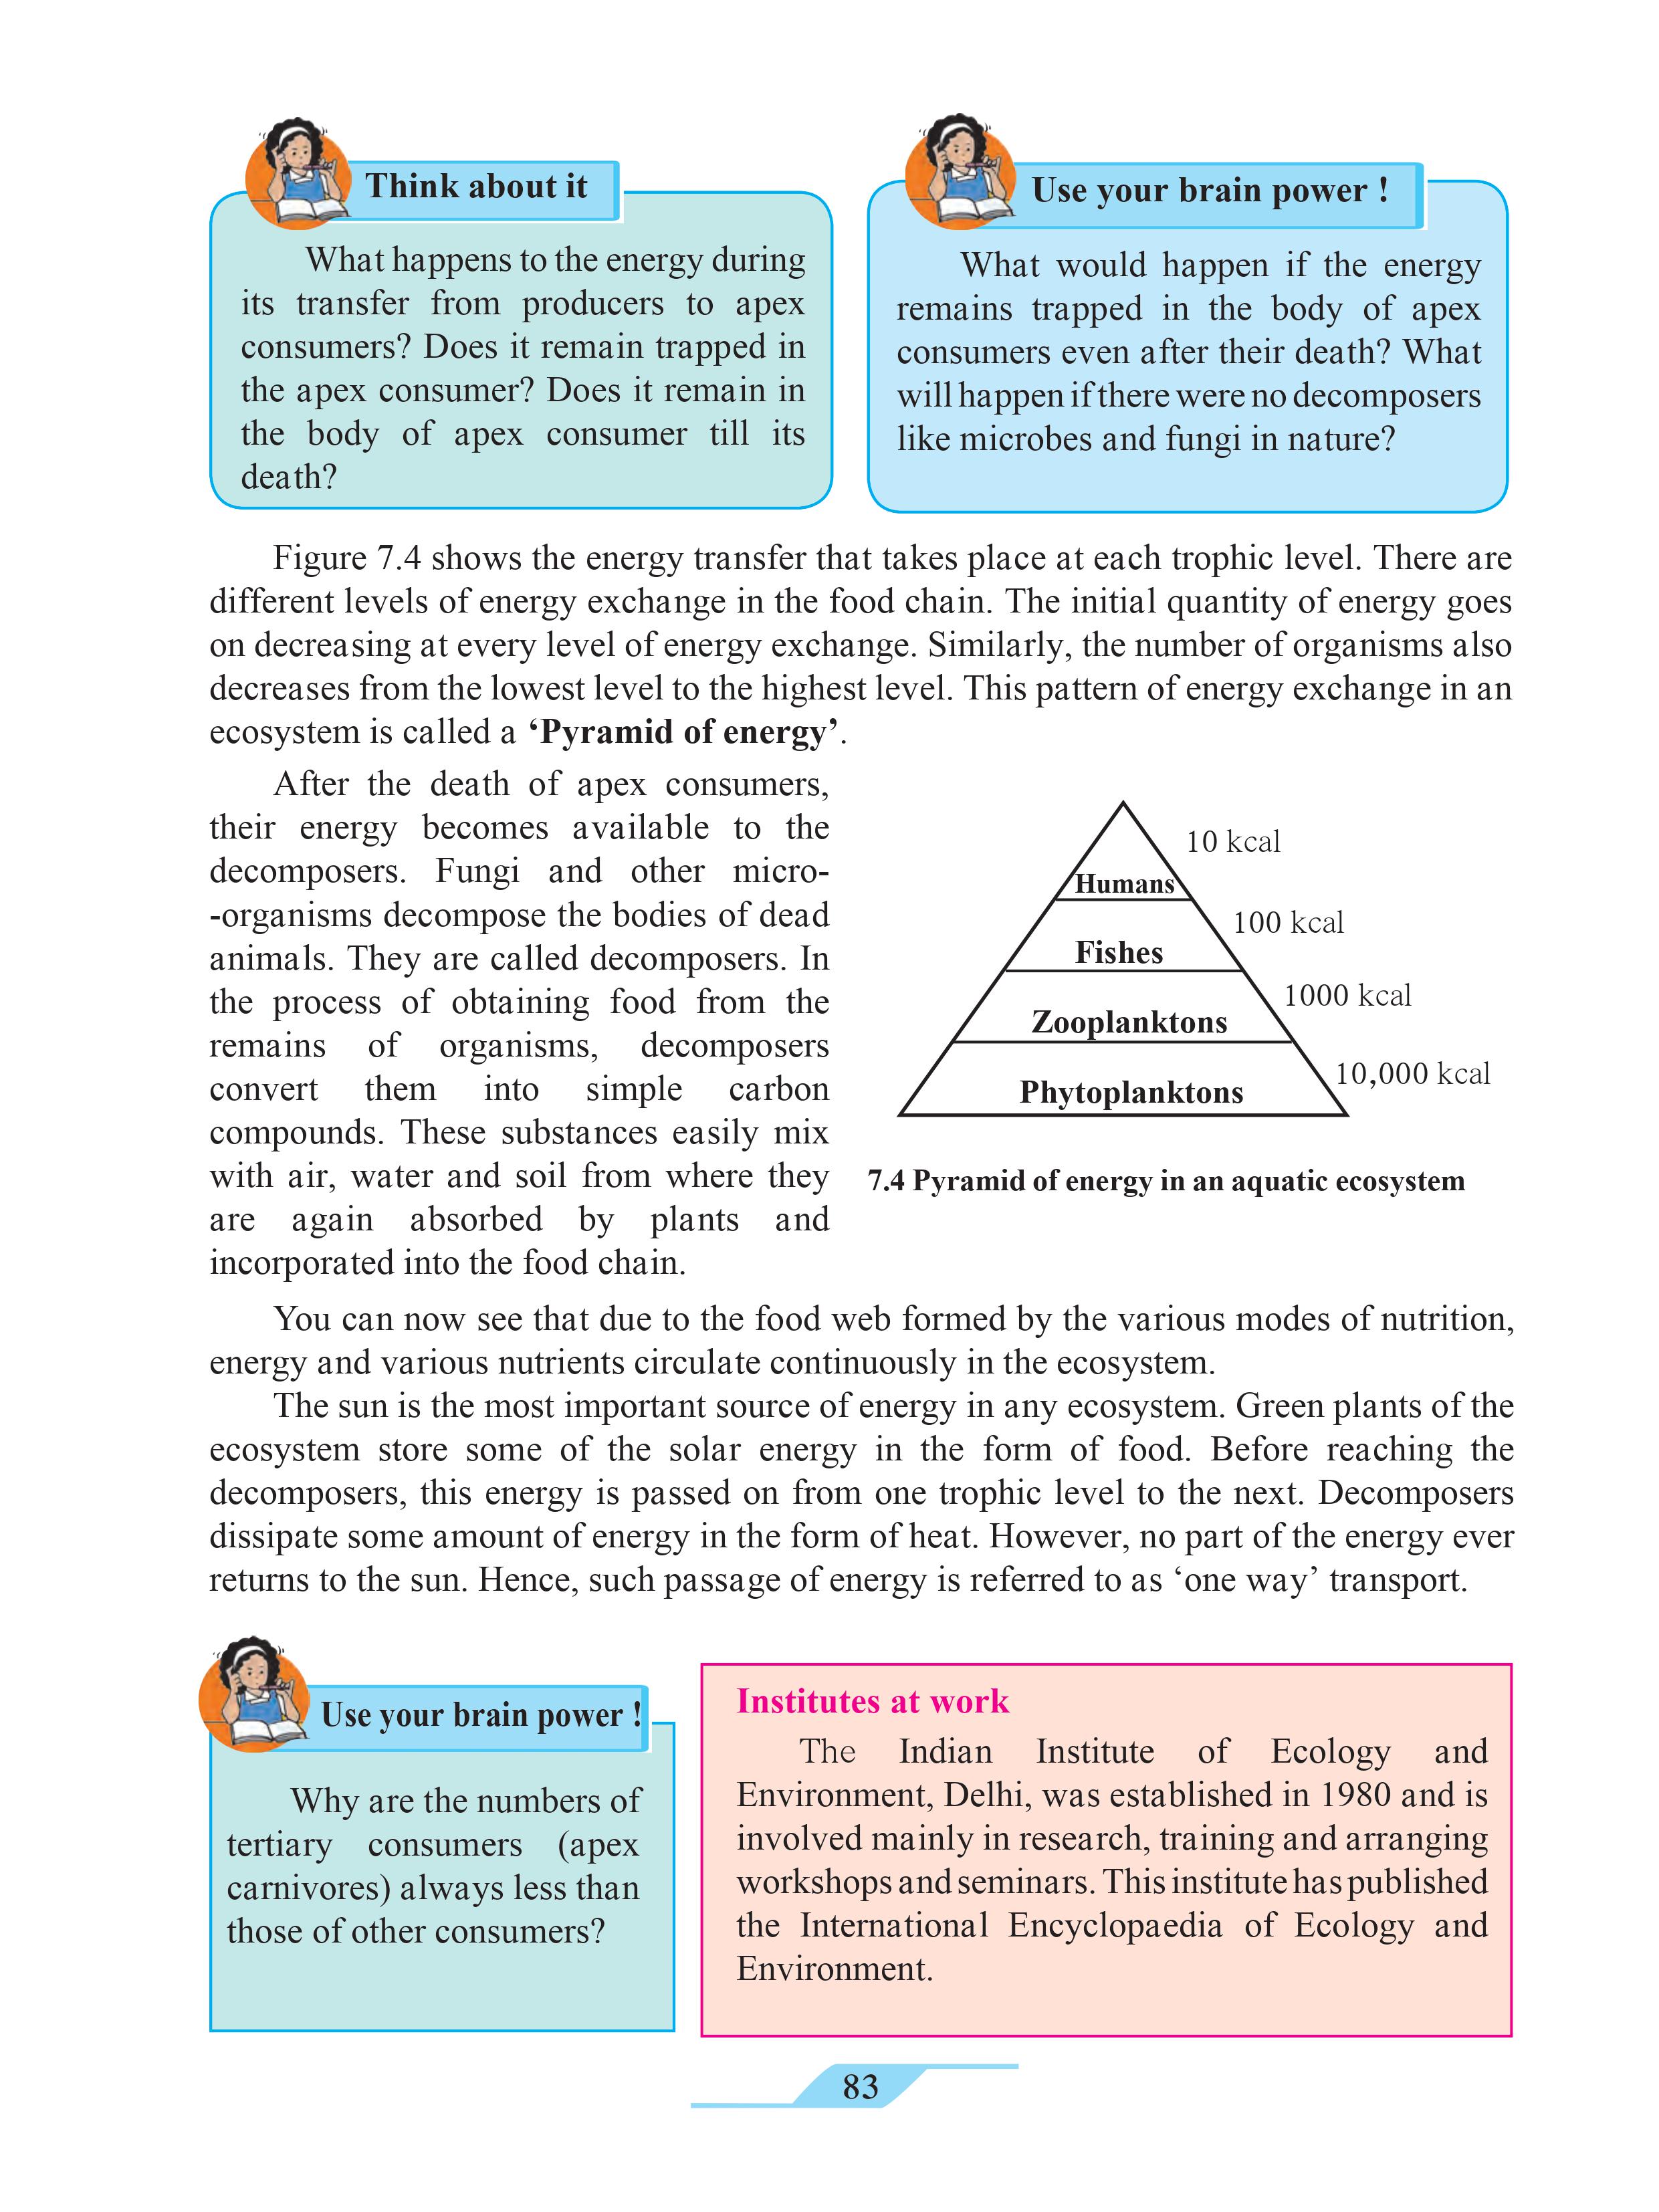 Think about it
What happens to the energy during
its transfer from producers to apex
consumers? Does it remain trapped in
the apex consumer? Does it remain in
the body of apex consumer till its
death?
Use your brain power !
What would happen if the energy
remains trapped in the body of apex
consumers even after their death? What
will happen if there were no decomposers
like microbes and fungi in nature?
Figure 7.4 shows the energy transfer that takes place at each trophic level. There are
different levels of energy exchange in the food chain. The initial quantity of energy goes
on decreasing at every level of energy exchange. Similarly, the number of organisms also
decreases from the lowest level to the highest level. This pattern of energy exchange in an
ecosystem is called a ‘Pyramid of energy’.
After the death of apex consumers,
their energy becomes available to the
decomposers. Fungi and other micro-
-organisms decompose the bodies of dead
animals. They are called decomposers. In
the process of obtaining food from the
remains of organisms, decomposers
convert them into simple carbon
compounds. These substances easily mix
with air, water and soil from where they
are again absorbed by plants and
incorporated into the food chain.
10 kcal
Humans
100 kcal
Fishes
1000 kcal
Zooplanktons
10,000 kcal
Phytoplanktons
7.4 Pyramid of energy in an aquatic ecosystem
You can now see that due to the food web formed by the various modes of nutrition,
energy and various nutrients circulate continuously in the ecosystem.
The sun is the most important source of energy in any ecosystem. Green plants of the
ecosystem store some of the solar energy in the form of food. Before reaching the
decomposers, this energy is passed on from one trophic level to the next. Decomposers
dissipate some amount of energy in the form of heat. However, no part of the energy ever
returns to the sun. Hence, such passage of energy is referred to as ‘one way’ transport.
Use your brain power !
Why are the numbers of
tertiary consumers (apex
carnivores) always less than
those of other consumers?
Institutes at work
The Indian Institute of Ecology and
Environment, Delhi, was established in 1980 and is
involved mainly in research, training and arranging
workshops and seminars. This institute has published
the International Encyclopaedia of Ecology and
Environment.
83